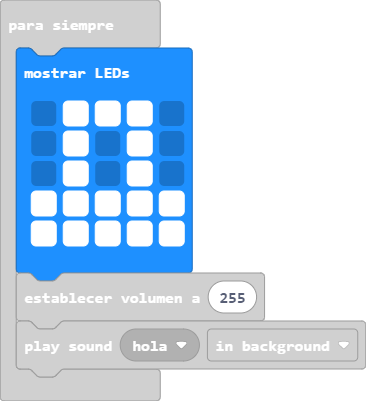 para siempre
mostrar LEDs
establecer volumen a 255
play sound hola in background